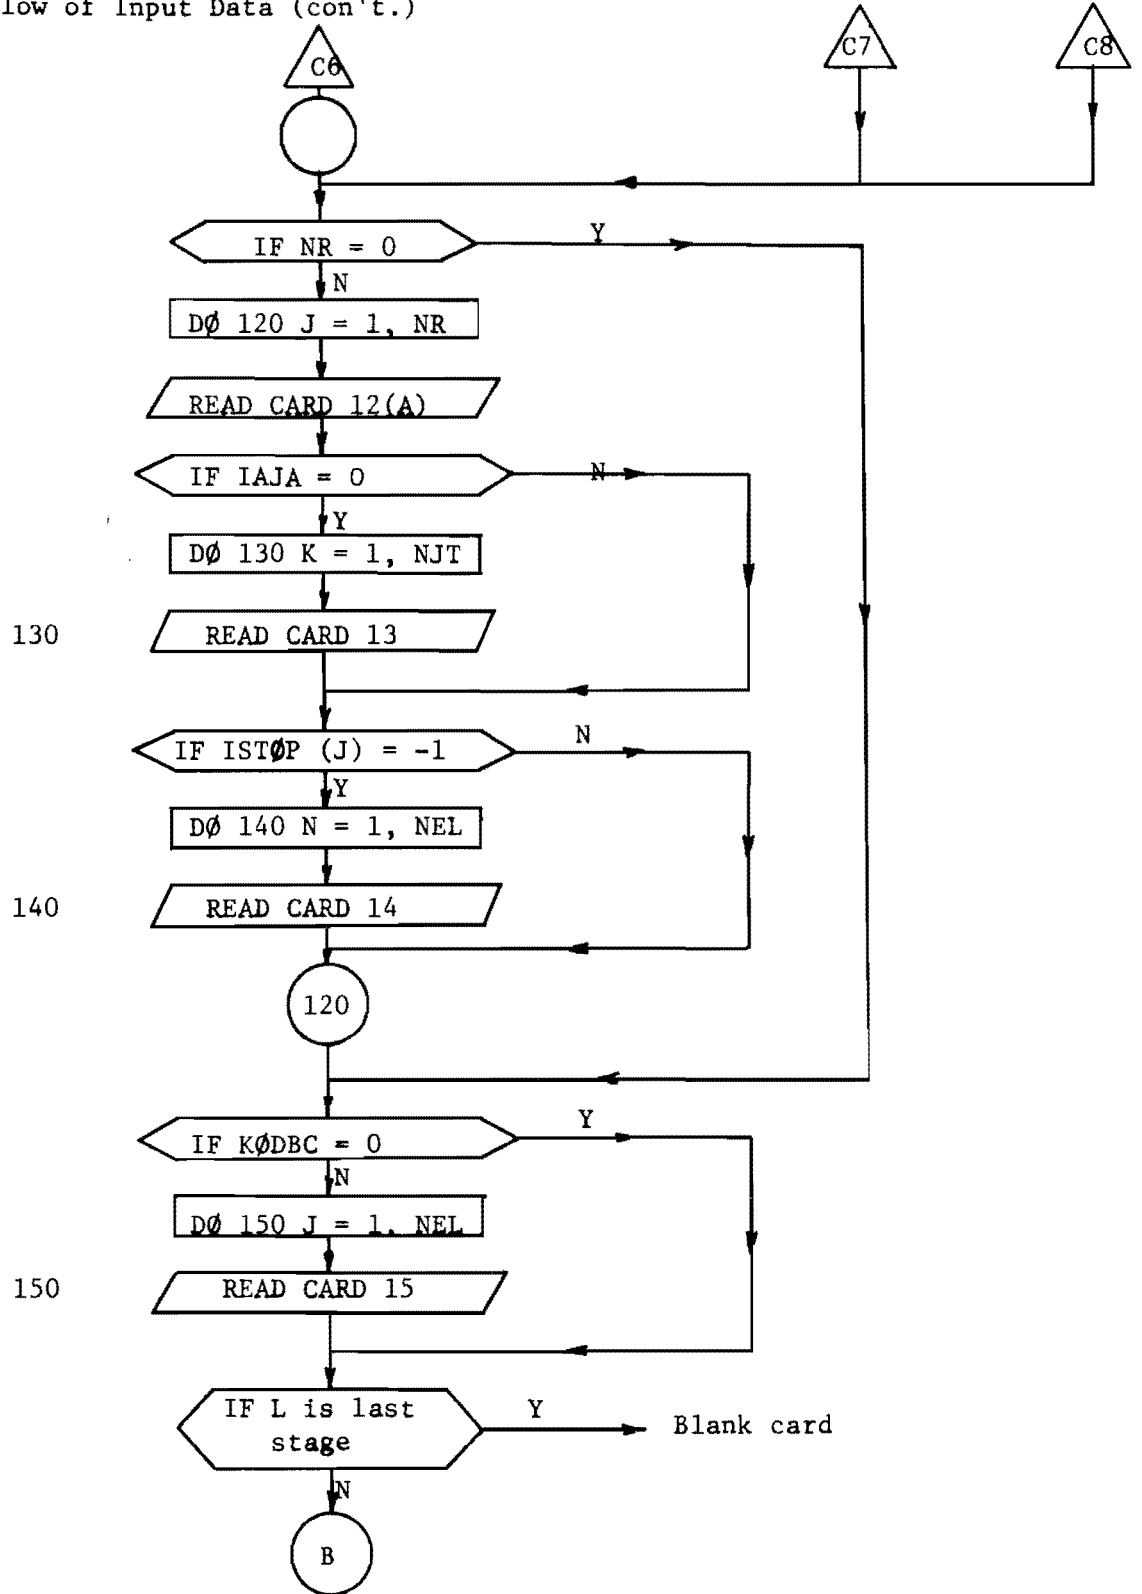 low of Input Data (con't.)
C6
C7
C8
IF NR = 0
Y
N
DØ 120 J = 1, NR
READ CARD 12(A)
IF IAJA = 0
N
Y
DØ 130 K = 1, NJT
130
READ CARD 13
IF ISTØP (J) = -1
N
Y
DØ 140 N = 1, NEL
140
READ CARD 14
120
IF KØDBC = 0
Y
N
DØ 150 J = 1, NEL
150
READ CARD 15
IF L is last
stage
Y
Blank card
N
B